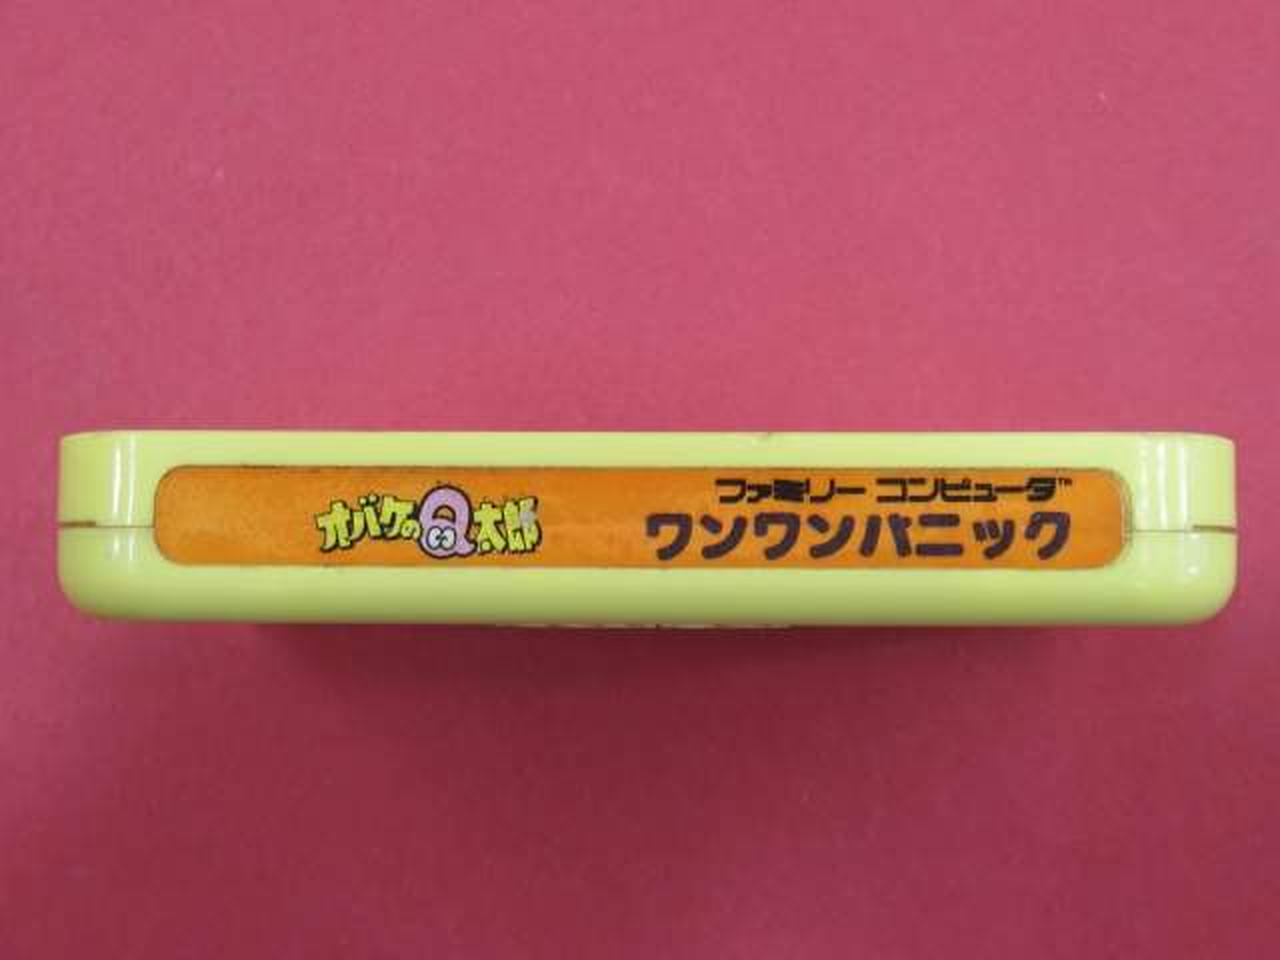 オバケのQ太郎
ファミリー コンピュータ™
ワンワンパニック